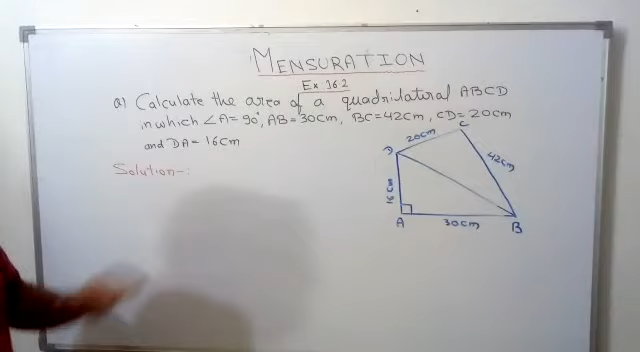 MENSURATION
Ex 16.2
Q) Calculate the area of a quadrilateral ABCD
in which ∠A = 90°, AB = 30cm, BC = 42cm, CD = 20cm
and DA = 16cm
Solution-:
20cm
C
D
42cm
16cm
A
30cm
B